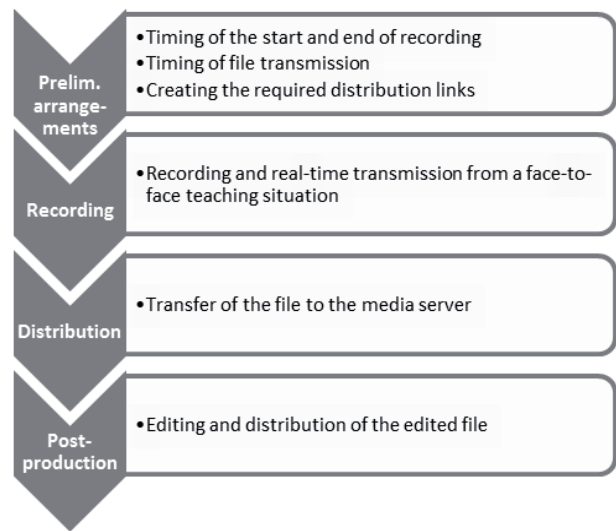 Prelim.
arrange-
ments
•Timing of the start and end of recording
•Timing of file transmission
•Creating the required distribution links
Recording
•Recording and real-time transmission from a face-to-
face teaching situation
Distribution
•Transfer of the file to the media server
Post-
production
•Editing and distribution of the edited file